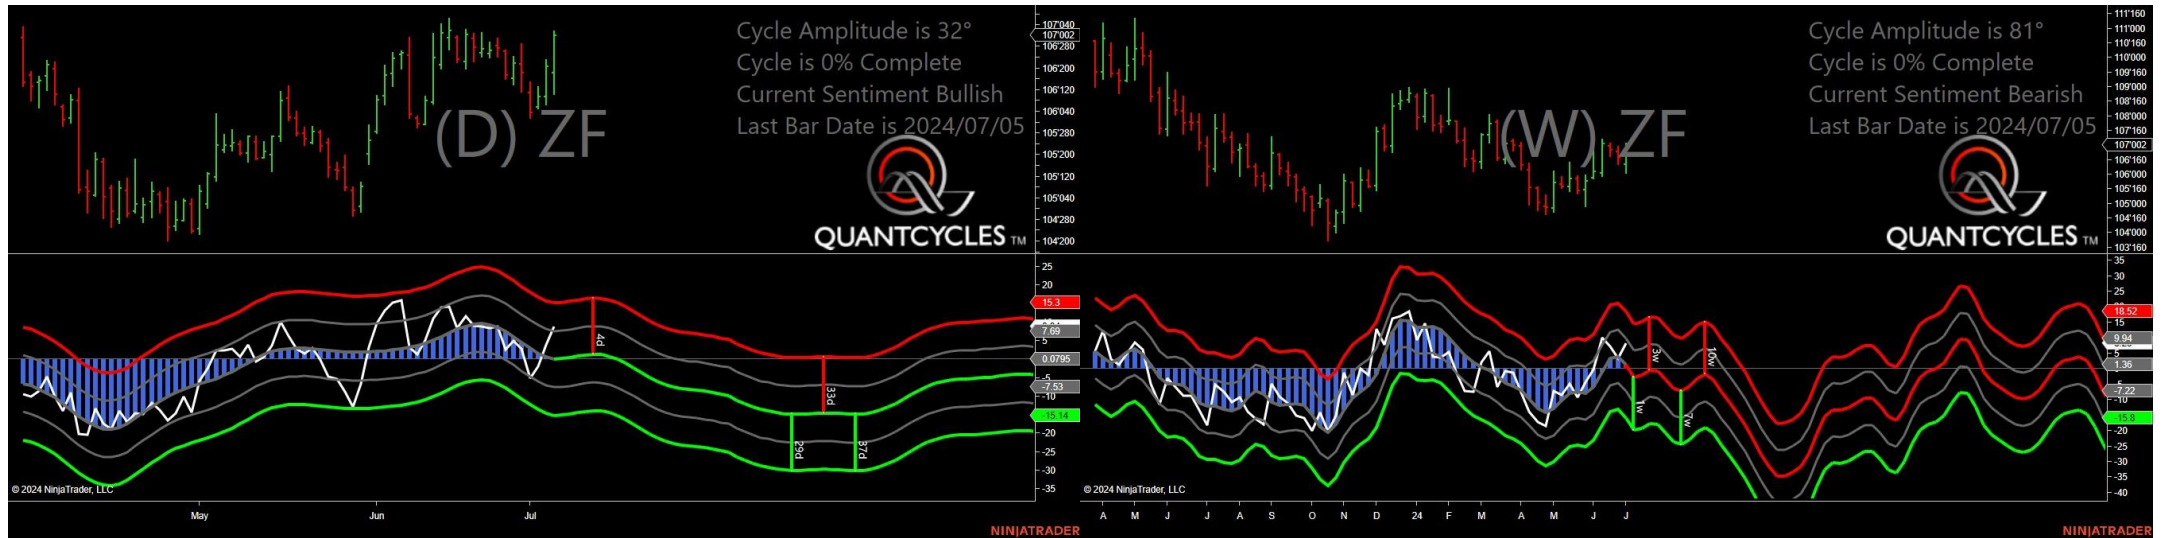 Cycle Amplitude is 32°
Cycle is 0% Complete
Current Sentiment Bullish
Last Bar Date is 2024/07/05
(D) ZF
QUANTCYCLES TM
107'040
107'002
106'280
106'200
106'120
106'040
105'280
105'200
105'120
105'040
104'280
104'200
25
20
15.3
7.69
5
0.0795
-5
-7.53
-15.14
-20
-25
-30
-35
4d
33d
29d
37d
© 2024 NinjaTrader, LLC
May
Jun
Jul
NINJATRADER
Cycle Amplitude is 81°
Cycle is 0% Complete
Current Sentiment Bearish
Last Bar Date is 2024/07/05
(W) ZF
QUANTCYCLES TM
111'160
111'000
110'160
110'000
109'160
109'000
108'160
108'000
107'160
107'002
106'160
106'000
105'160
105'000
104'160
104'000
103'160
35
30
25
18.52
15
9.94
5
1.36
-7.22
-10
-15.8
-20
-25
-30
-35
-40
3w
10w
1w
7w
© 2024 NinjaTrader, LLC
A
M
J
J
A
S
O
N
D
24
F
M
A
M
J
J
NINJATRADER